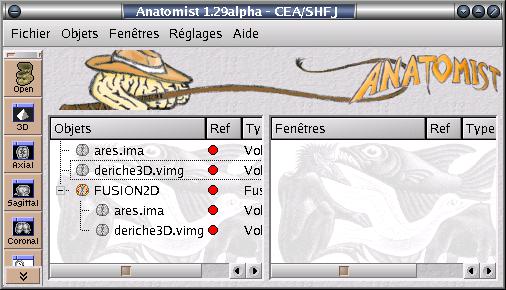 Anatomist 1.29alpha - CEA/SHFJ
Fichier Objets Fenêtres Réglages Aide
ANATOMIST
Open
3D
Axial
Sagittal
Coronal
Objets Ref Ty
ares.ima Vol
deriche3D.vimg Vol
FUSION2D Fus
ares.ima Vol
deriche3D.vimg Vol
Fenêtres Ref Type